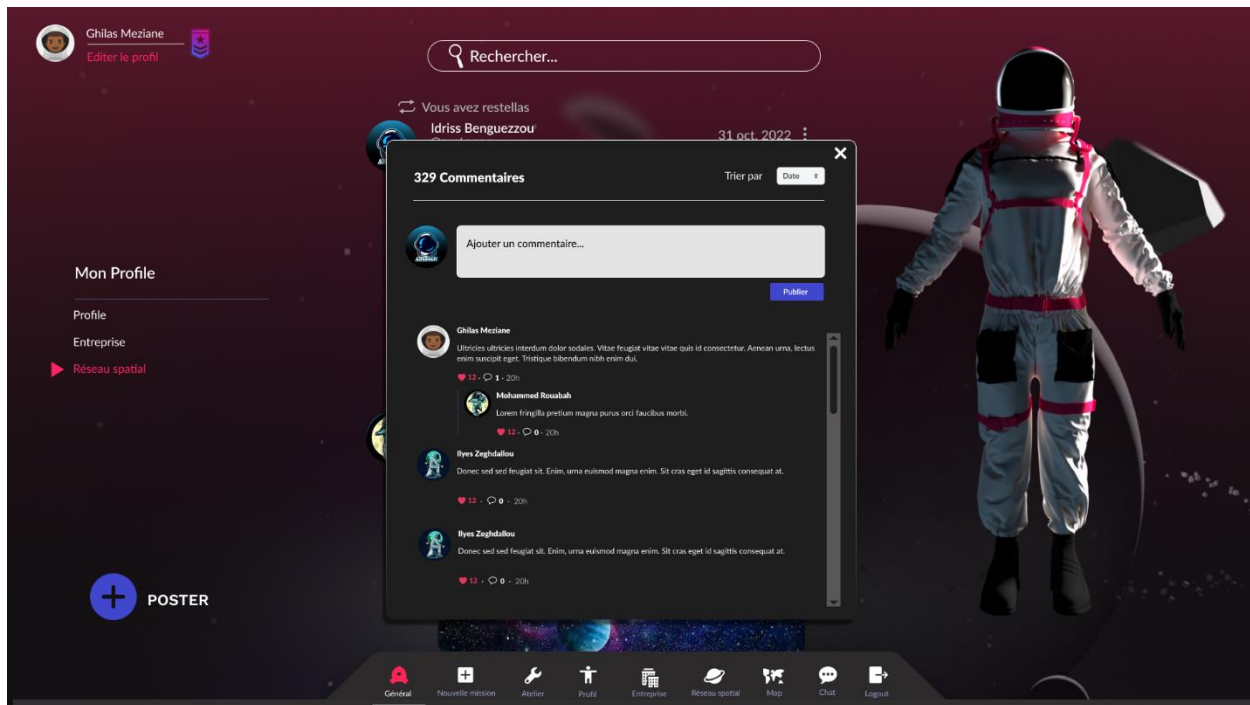 Ghilas Meziane
Editer le profil
Rechercher...
Vous avez restellas
Idriss Benguezzou
31 oct. 2022
329 Commentaires
Trier par
Date
Ajouter un commentaire...
Publier
Mon Profile
Profile
Entreprise
Réseau spatial
Ghilas Meziane
Ultricies ultricies interdum dolor sodales. Vitae feugiat vitae vitae quis id consectetur. Aenean urna, lectus
enim suscipit eget. Tristique bibendum nibh enim dui.
12 · 1 · 20h
Mohammed Rouabah
Lorem fringilla pretium magna purus orci faucibus morbi.
12 · 0 · 20h
Ilyes Zeghdallou
Donec sed sed feugiat sit. Enim, urna euismod magna enim. Sit cras eget id sagittis consequat at.
12 · 0 · 20h
Ilyes Zeghdallou
Donec sed sed feugiat sit. Enim, urna euismod magna enim. Sit cras eget id sagittis consequat at.
12 · 0 · 20h
POSTER
Général
Nouvelle mission
Atelier
Profil
Entreprise
Réseau spatial
Map
Chat
Logout